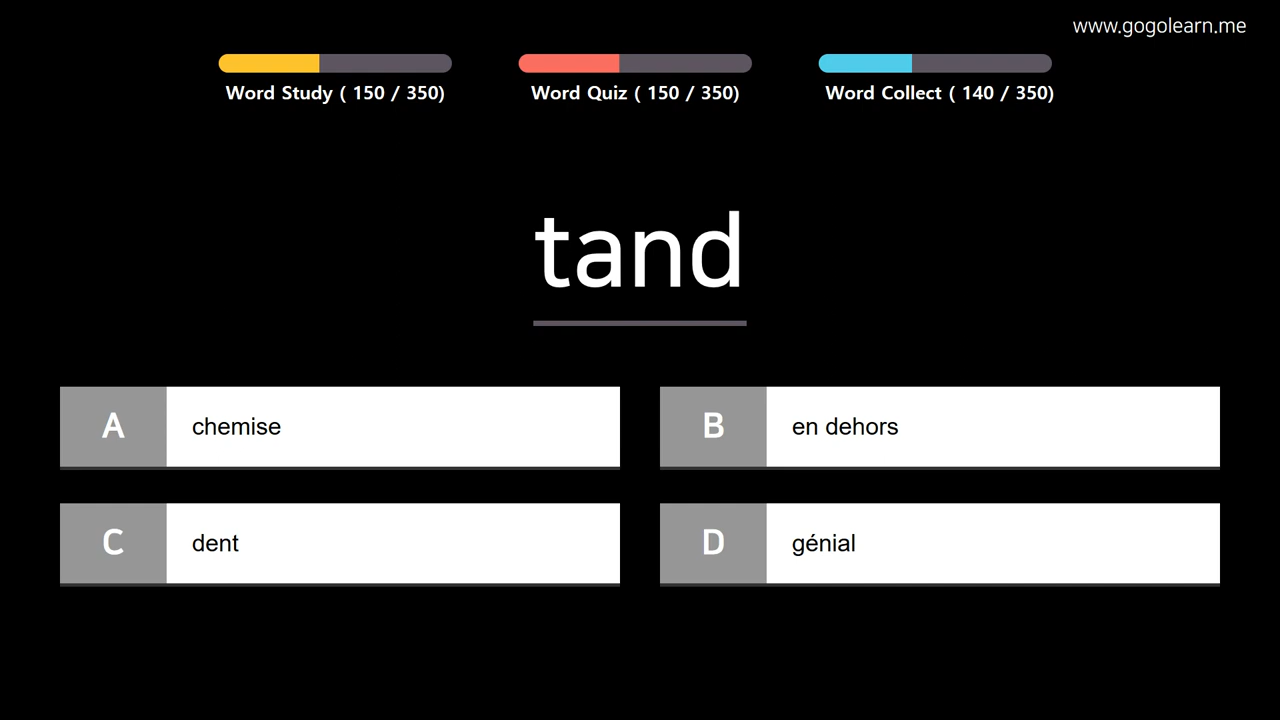 www.gogolearn.me
Word Study ( 150 / 350)
Word Quiz ( 150 / 350)
Word Collect ( 140 / 350)
tand
A chemise
B en dehors
C dent
D génial